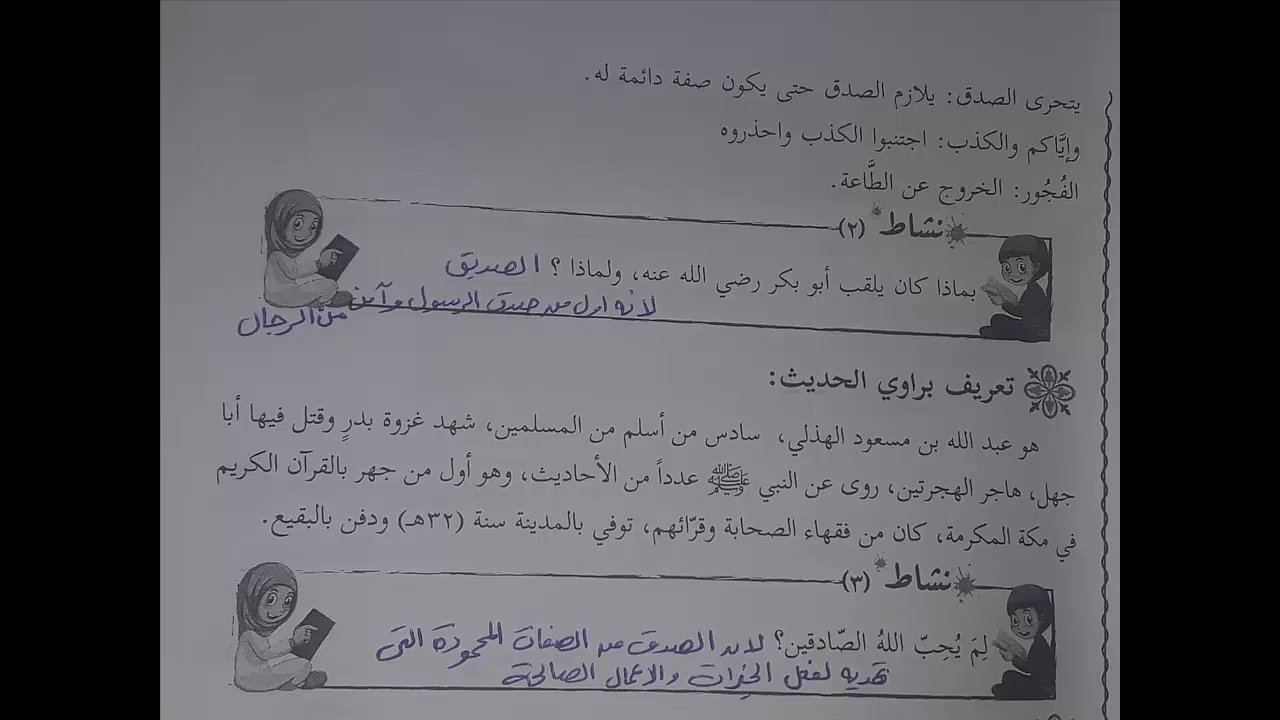 يتحرى الصدق: يلازم الصدق حتى يكون صفة دائمة له.
وإيَّاكم والكذب: اجتنبوا الكذب واحذروه
الفُجُور: الخروج عن الطَّاعة.
نشاط (٢)
بماذا كان يلقب أبو بكر رضي الله عنه، ولماذا ؟ الصديق
لأنه اول من صدق الرسول وآمن
من الرجال
تعريف براوي الحديث:
هو عبد الله بن مسعود الهذلي، سادس من أسلم من المسلمين، شهد غزوة بدرٍ وقتل فيها أبا
جهل، هاجر الهجرتين، روى عن النبي ﷺ عدداً من الأحاديث، وهو أول من جهر بالقرآن الكريم
في مكة المكرمة، كان من فقهاء الصحابة وقرّائهم، توفي بالمدينة سنة (٣٢هـ) ودفن بالبقيع.
نشاط (٣)
لِمَ يُحِبّ اللهُ الصّادقين؟ لان الصدق من الصفات المحمودة التى
تهديه لفعل الخيرات والاعمال الصالحة